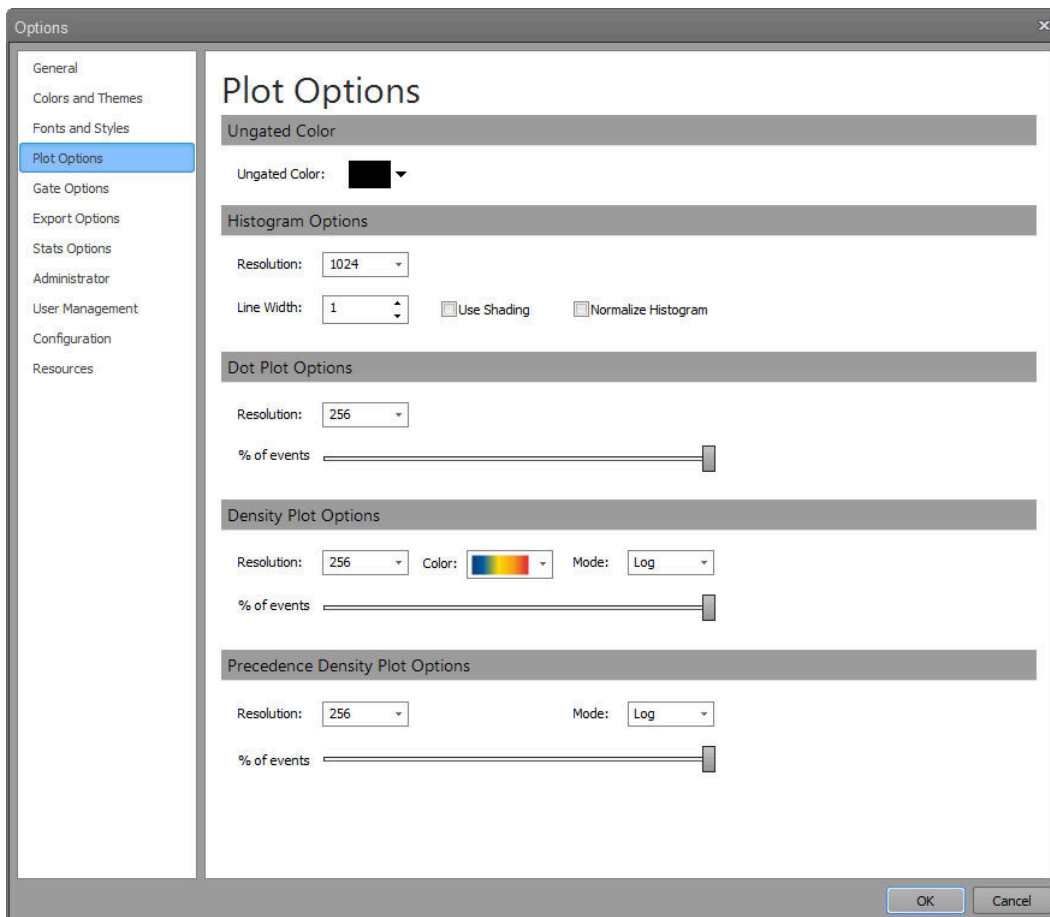 Options
General
Colors and Themes
Fonts and Styles
Plot Options
Gate Options
Export Options
Stats Options
Administrator
User Management
Configuration
Resources
Plot Options
Ungated Color
Ungated Color:
Histogram Options
Resolution: 1024
Line Width: 1 Use Shading Normalize Histogram
Dot Plot Options
Resolution: 256
% of events
Density Plot Options
Resolution: 256 Color: Mode: Log
% of events
Precedence Density Plot Options
Resolution: 256 Mode: Log
% of events
OK Cancel